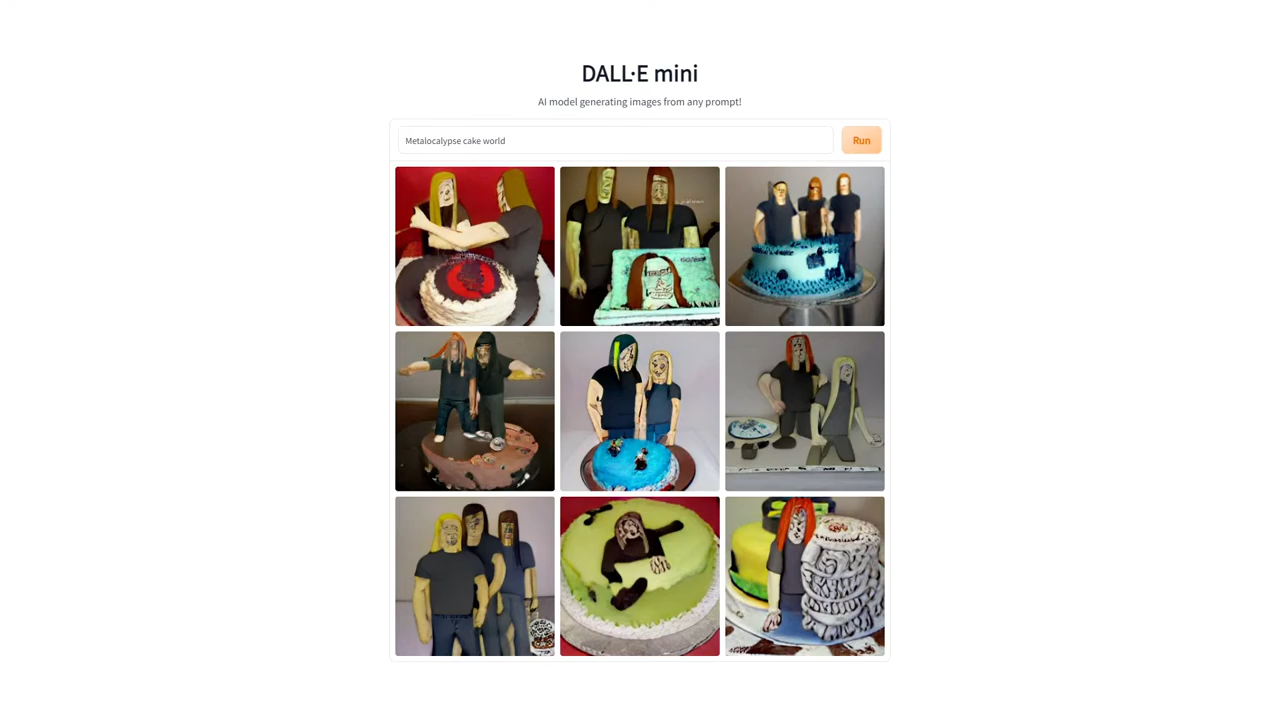 DALL·E mini
AI model generating images from any prompt!
Metalocalypse cake world
Run